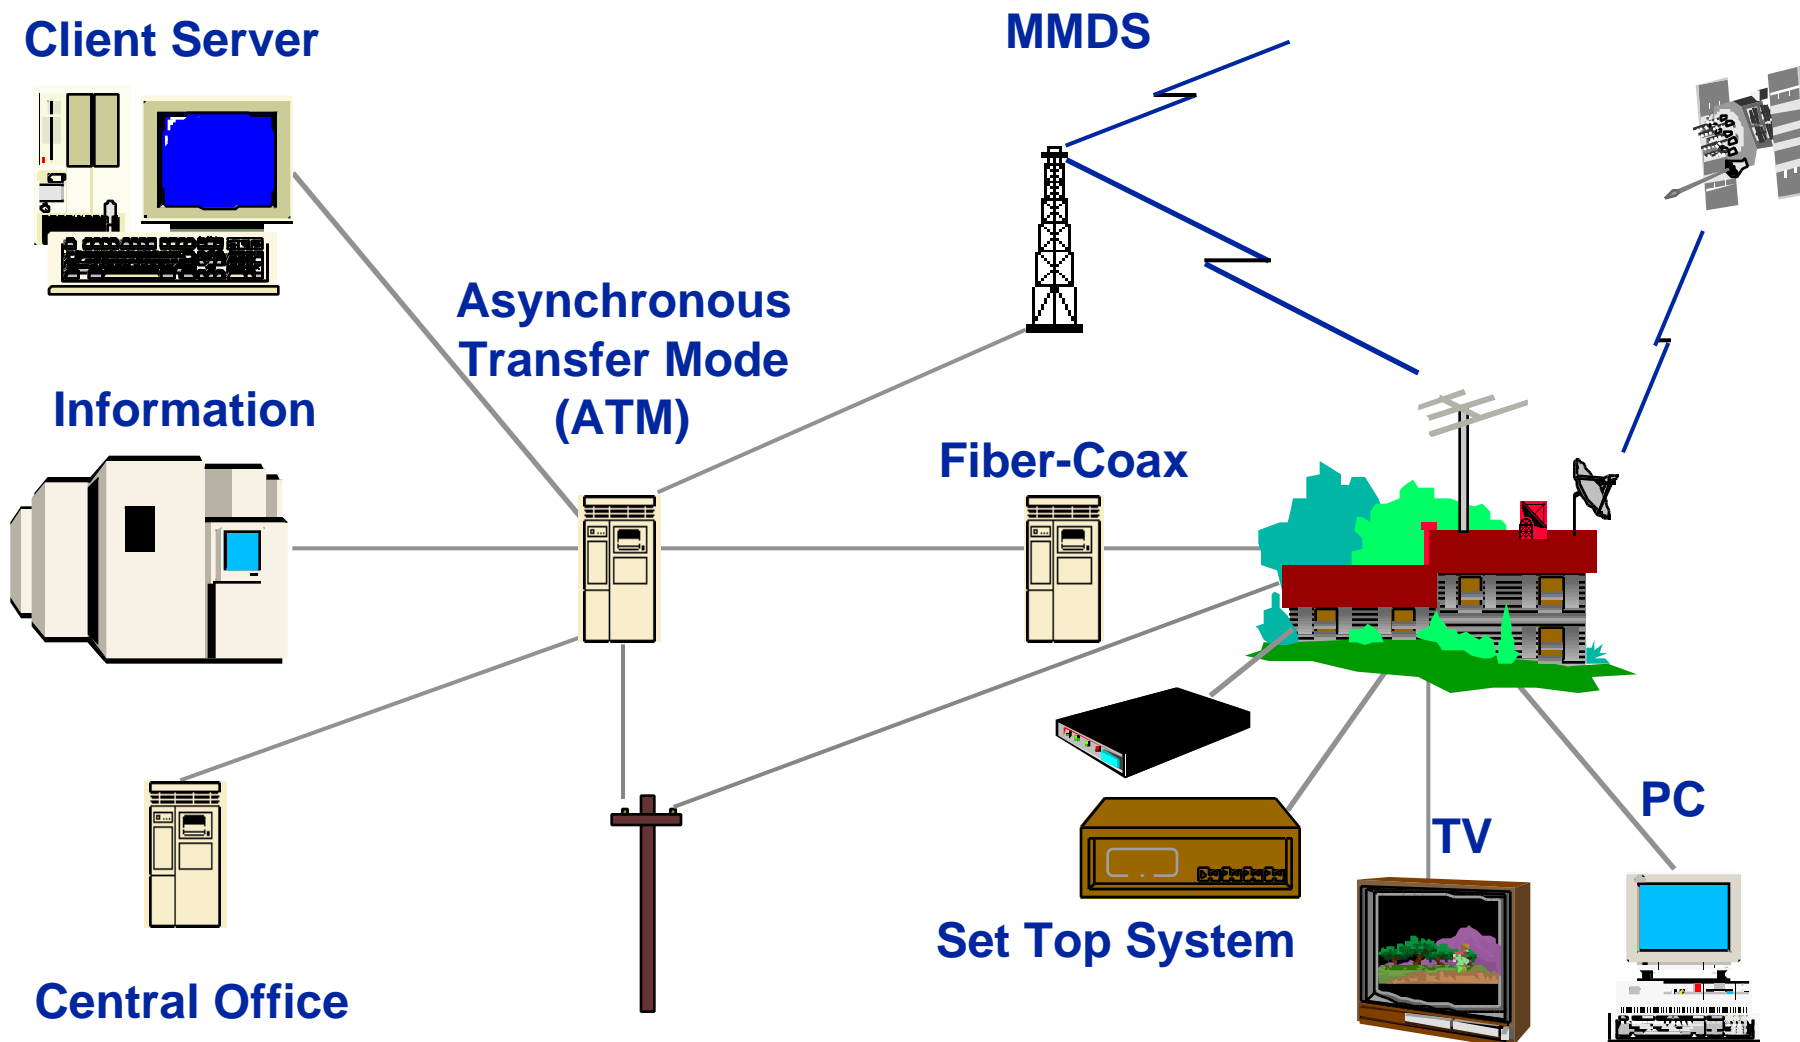 Client Server
MMDS
Asynchronous
Transfer Mode
(ATM)
Information
Fiber-Coax
PC
TV
Set Top System
Central Office